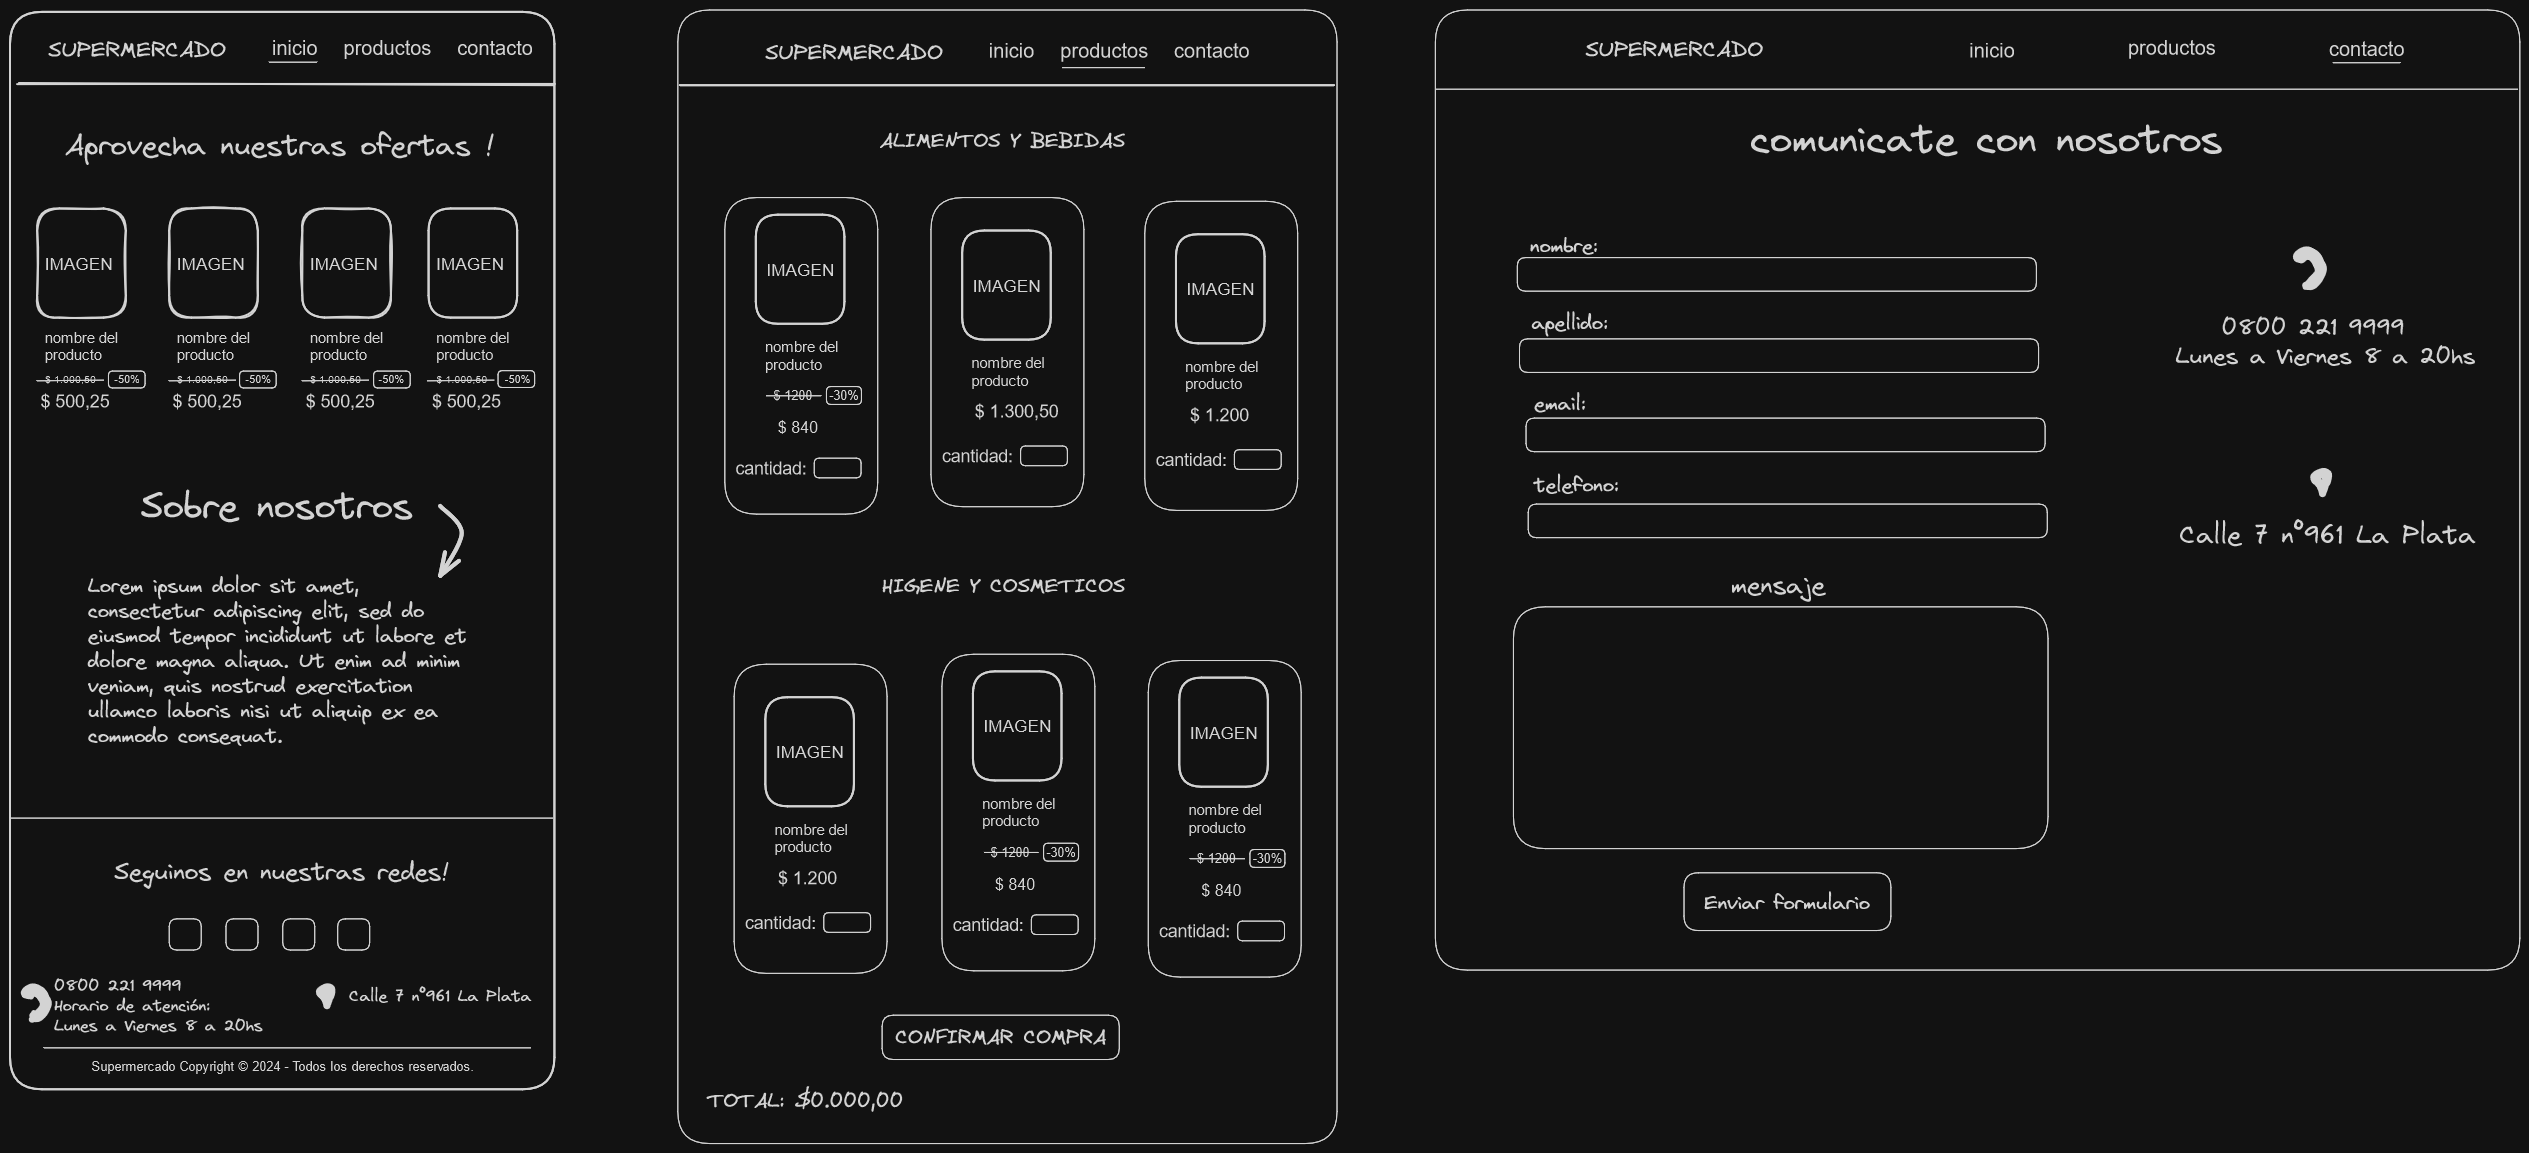 SUPERMERCADO inicio productos contacto
Aprovecha nuestras ofertas !
IMAGEN IMAGEN IMAGEN IMAGEN
nombre del nombre del nombre del nombre del
producto producto producto producto
$ 1.000,50 -50% $ 1.000,50 -50% $ 1.000,50 -50% $ 1.000,50 -50%
$ 500,25 $ 500,25 $ 500,25 $ 500,25
Sobre nosotros
Lorem ipsum dolor sit amet,
consectetur adipiscing elit, sed do
eiusmod tempor incididunt ut labore et
dolore magna aliqua. Ut enim ad minim
veniam, quis nostrud exercitation
ullamco laboris nisi ut aliquip ex ea
commodo consequat.
Seguinos en nuestras redes!
0800 221 9999
Horario de atención:
Lunes a Viernes 8 a 20hs
Calle 7 n°961 La Plata
Supermercado Copyright © 2024 - Todos los derechos reservados.
SUPERMERCADO inicio productos contacto
ALIMENTOS Y BEBIDAS
IMAGEN
nombre del
producto
$ 1200 -30%
$ 840
cantidad:
IMAGEN
nombre del
producto
$ 1.300,50
cantidad:
IMAGEN
nombre del
producto
$ 1.200
cantidad:
HIGENE Y COSMETICOS
IMAGEN
nombre del
producto
$ 1.200
cantidad:
IMAGEN
nombre del
producto
$ 1200 -30%
$ 840
cantidad:
IMAGEN
nombre del
producto
$ 1200 -30%
$ 840
cantidad:
CONFIRMAR COMPRA
TOTAL: $0.000,00
SUPERMERCADO inicio productos contacto
comunicate con nosotros
nombre:
apellido:
email:
telefono:
mensaje
Enviar formulario
0800 221 9999
Lunes a Viernes 8 a 20hs
Calle 7 n°961 La Plata